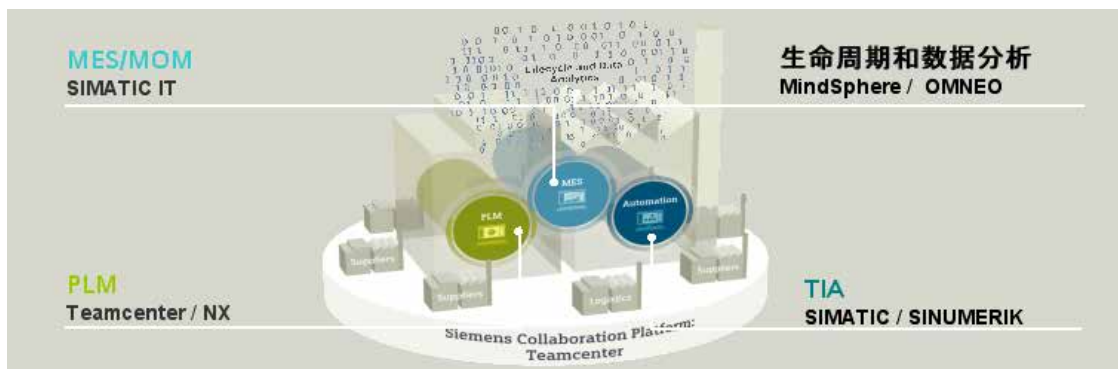 MES/MOM
SIMATIC IT
生命周期和数据分析
MindSphere / OMNEO
Lifecycle and Data
Analytics
MES
PLM
Automation
Suppliers
Suppliers
Logistics
Suppliers
PLM
Teamcenter / NX
TIA
SIMATIC / SINUMERIK
Siemens Collaboration Platform:
Teamcenter